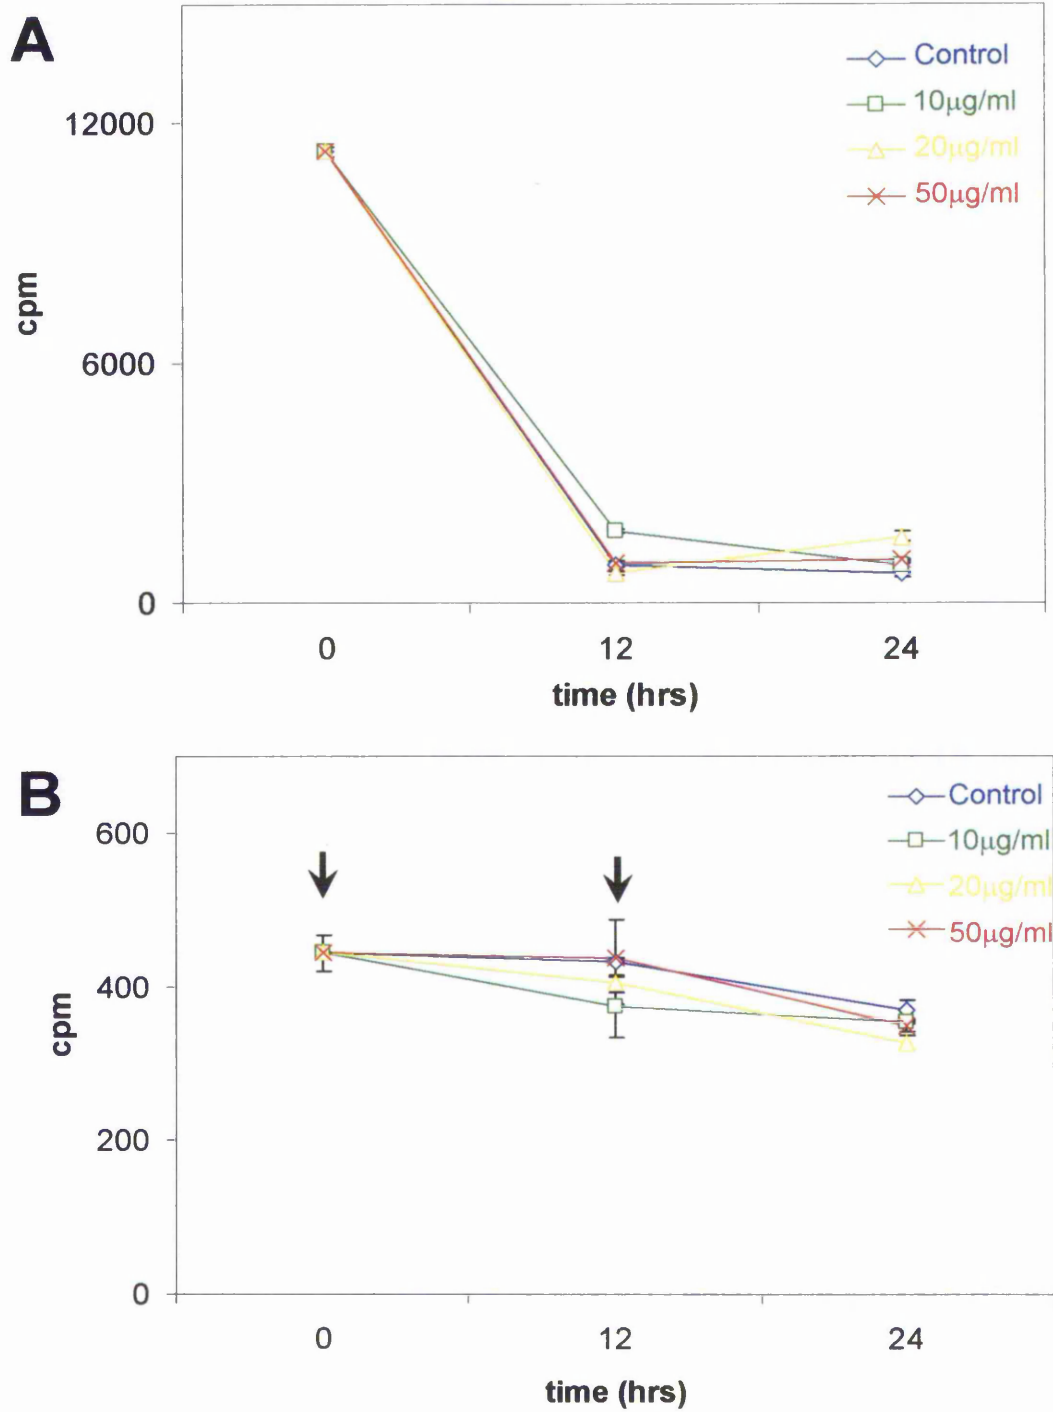 A
Control
10μg/ml
20μg/ml
50μg/ml
12000
6000
0
cpm
0 12 24
time (hrs)
B
Control
10μg/ml
20μg/ml
50μg/ml
600
400
200
0
cpm
0 12 24
time (hrs)